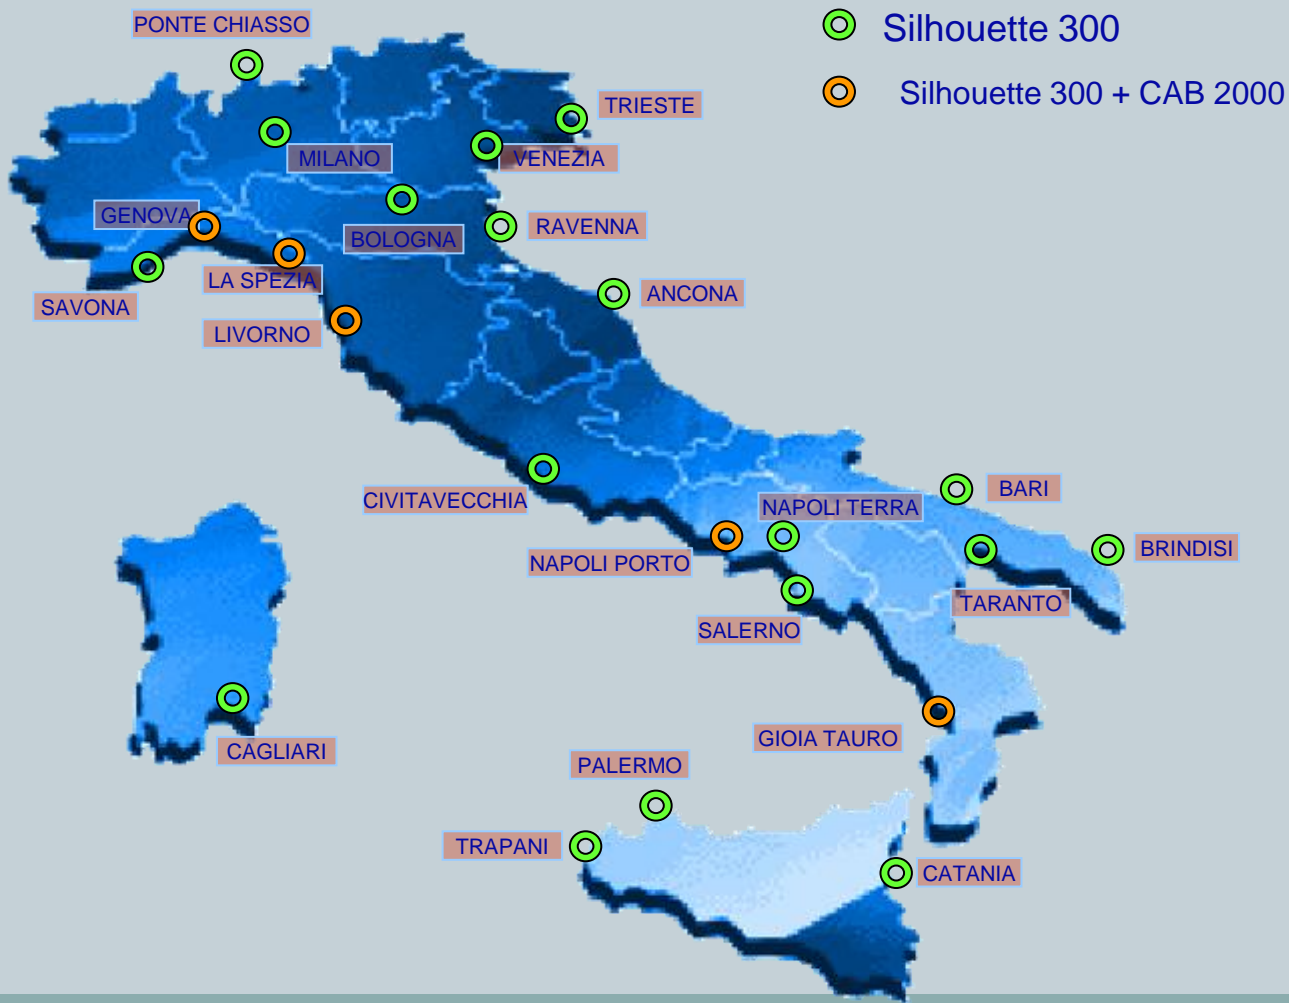 PONTE CHIASSO
Silhouette 300
Silhouette 300 + CAB 2000
TRIESTE
MILANO
VENEZIA
GENOVA
BOLOGNA
RAVENNA
LA SPEZIA
SAVONA
ANCONA
LIVORNO
CIVITAVECCHIA
NAPOLI TERRA
BARI
NAPOLI PORTO
BRINDISI
TARANTO
SALERNO
GIOIA TAURO
CAGLIARI
PALERMO
TRAPANI
CATANIA